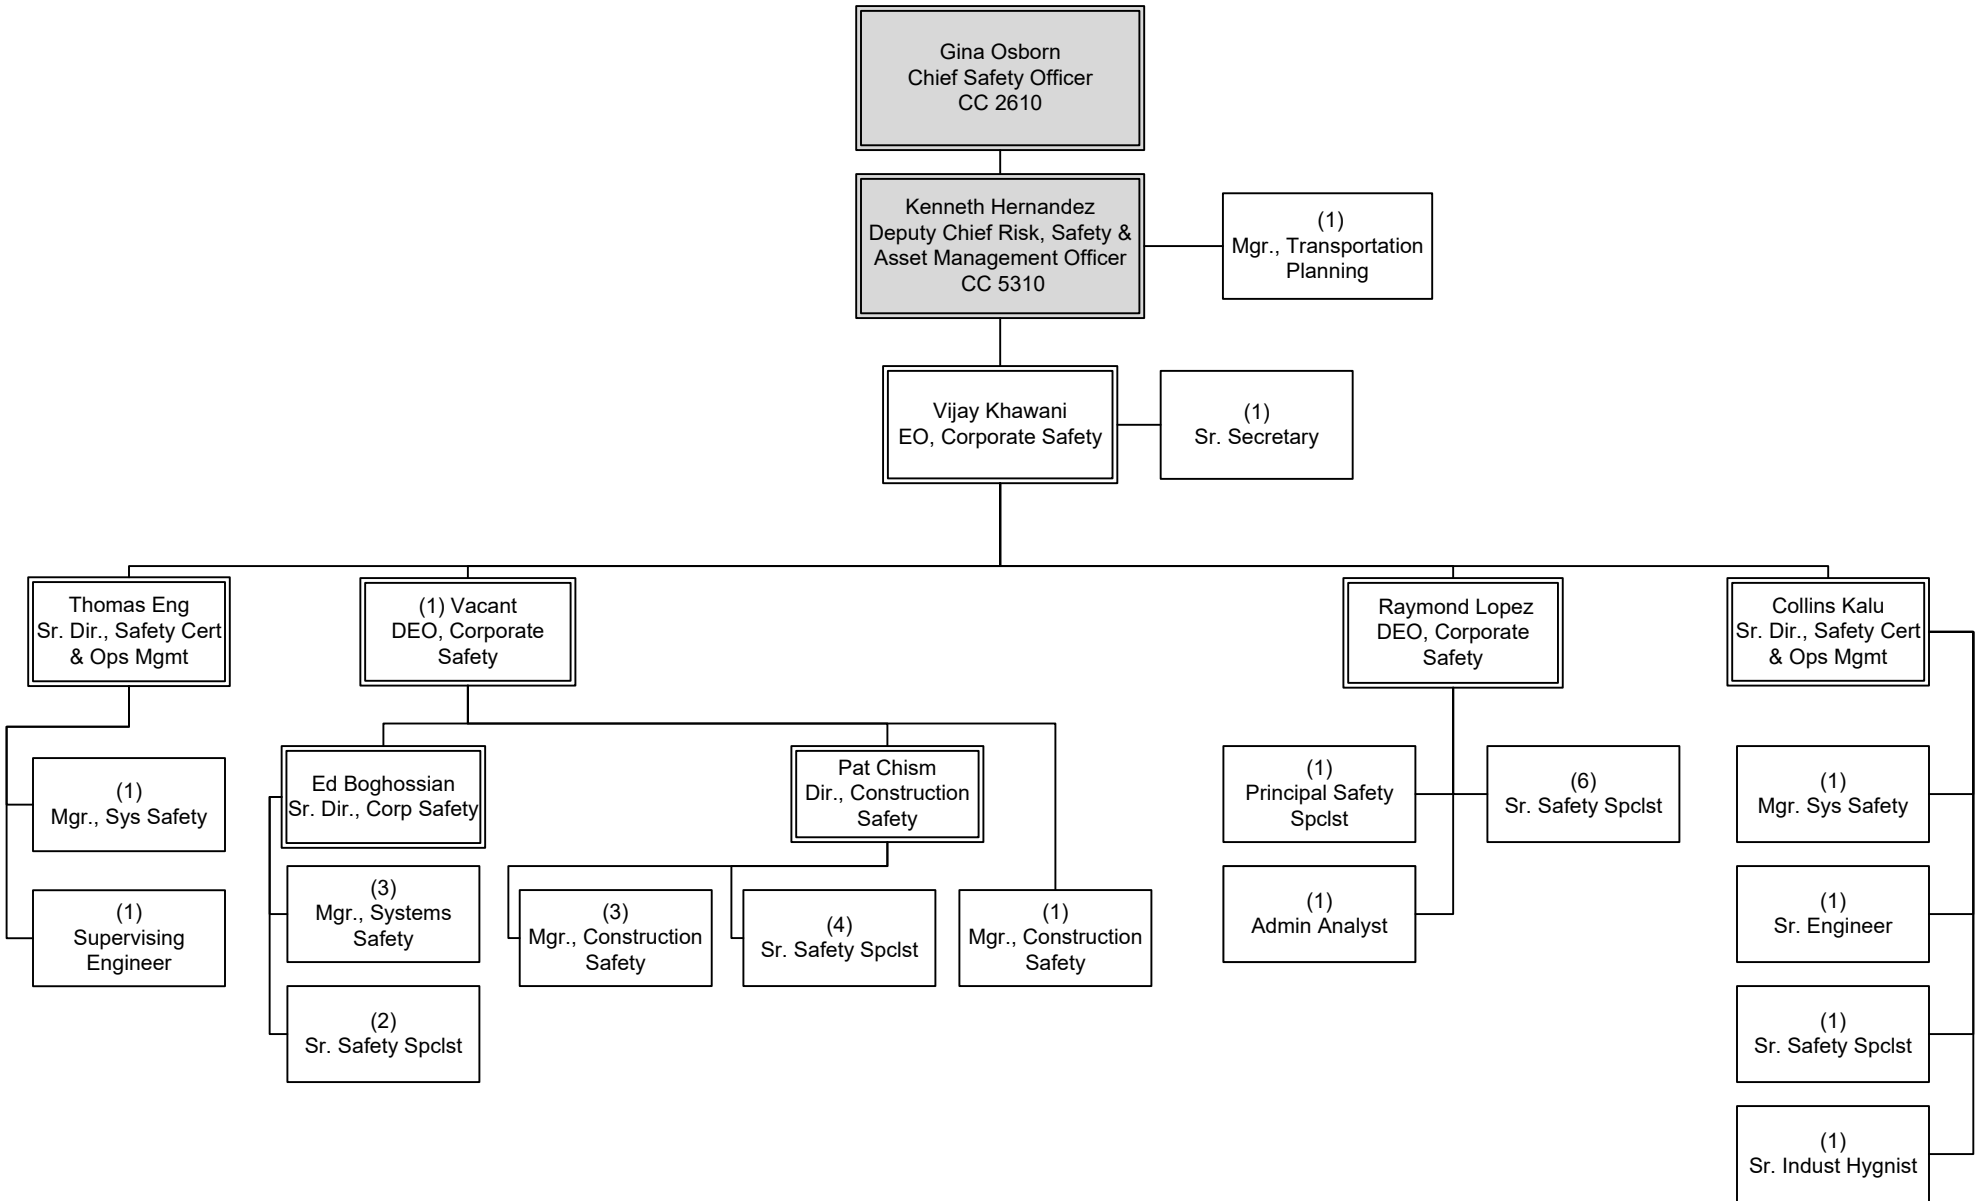 Gina Osborn
Chief Safety Officer
CC 2610
Kenneth Hernandez
Deputy Chief Risk, Safety &
Asset Management Officer
CC 5310
(1)
Mgr., Transportation
Planning
Vijay Khawani
EO, Corporate Safety
(1)
Sr. Secretary
Thomas Eng
Sr. Dir., Safety Cert
& Ops Mgmt
(1) Vacant
DEO, Corporate
Safety
Raymond Lopez
DEO, Corporate
Safety
Collins Kalu
Sr. Dir., Safety Cert
& Ops Mgmt
(1)
Mgr., Sys Safety
(1)
Supervising
Engineer
Ed Boghossian
Sr. Dir., Corp Safety
(3)
Mgr., Systems
Safety
(2)
Sr. Safety Spclst
Pat Chism
Dir., Construction
Safety
(3)
Mgr., Construction
Safety
(4)
Sr. Safety Spclst
(1)
Mgr., Construction
Safety
(1)
Principal Safety
Spclst
(6)
Sr. Safety Spclst
(1)
Admin Analyst
(1)
Mgr. Sys Safety
(1)
Sr. Engineer
(1)
Sr. Safety Spclst
(1)
Sr. Indust Hygnist